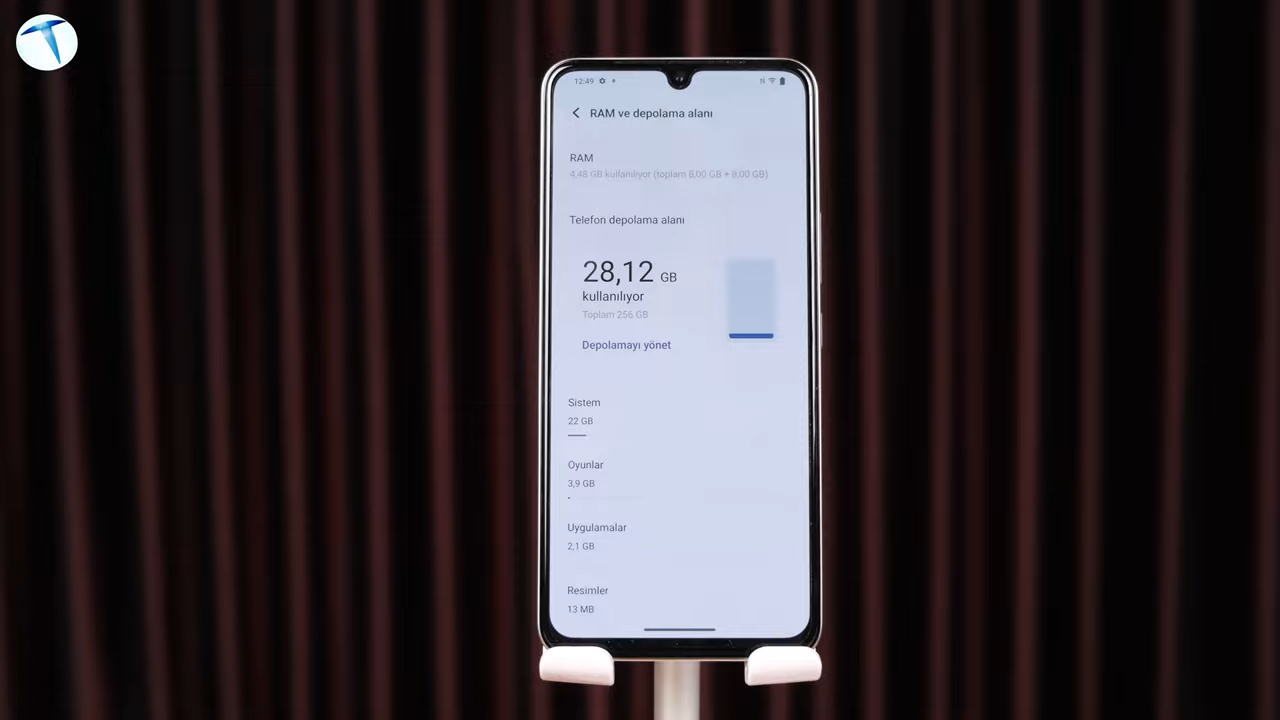 12:49
RAM ve depolama alanı
RAM
4,48 GB kullanılıyor (toplam 8,00 GB + 8,00 GB)
Telefon depolama alanı
28,12 GB
kullanılıyor
Toplam 256 GB
Depolamayı yönet
Sistem
22 GB
Oyunlar
3,9 GB
Uygulamalar
2,1 GB
Resimler
13 MB